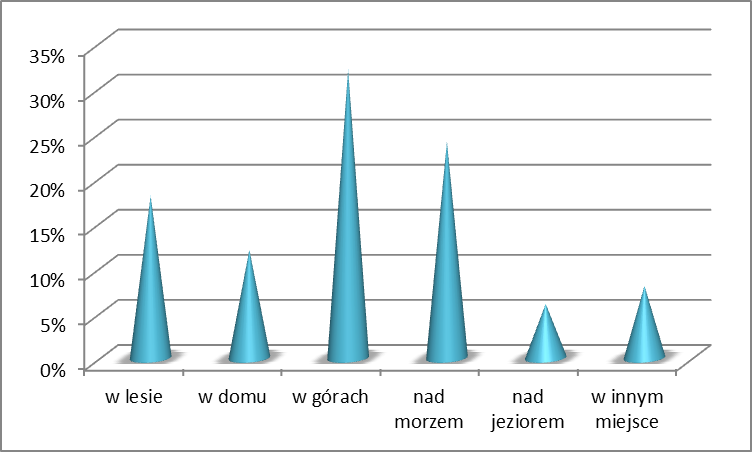 35%
30%
25%
20%
15%
10%
5%
0%
w lesie
w domu
w górach
nad
morzem
nad
jeziorem
w innym
miejsce